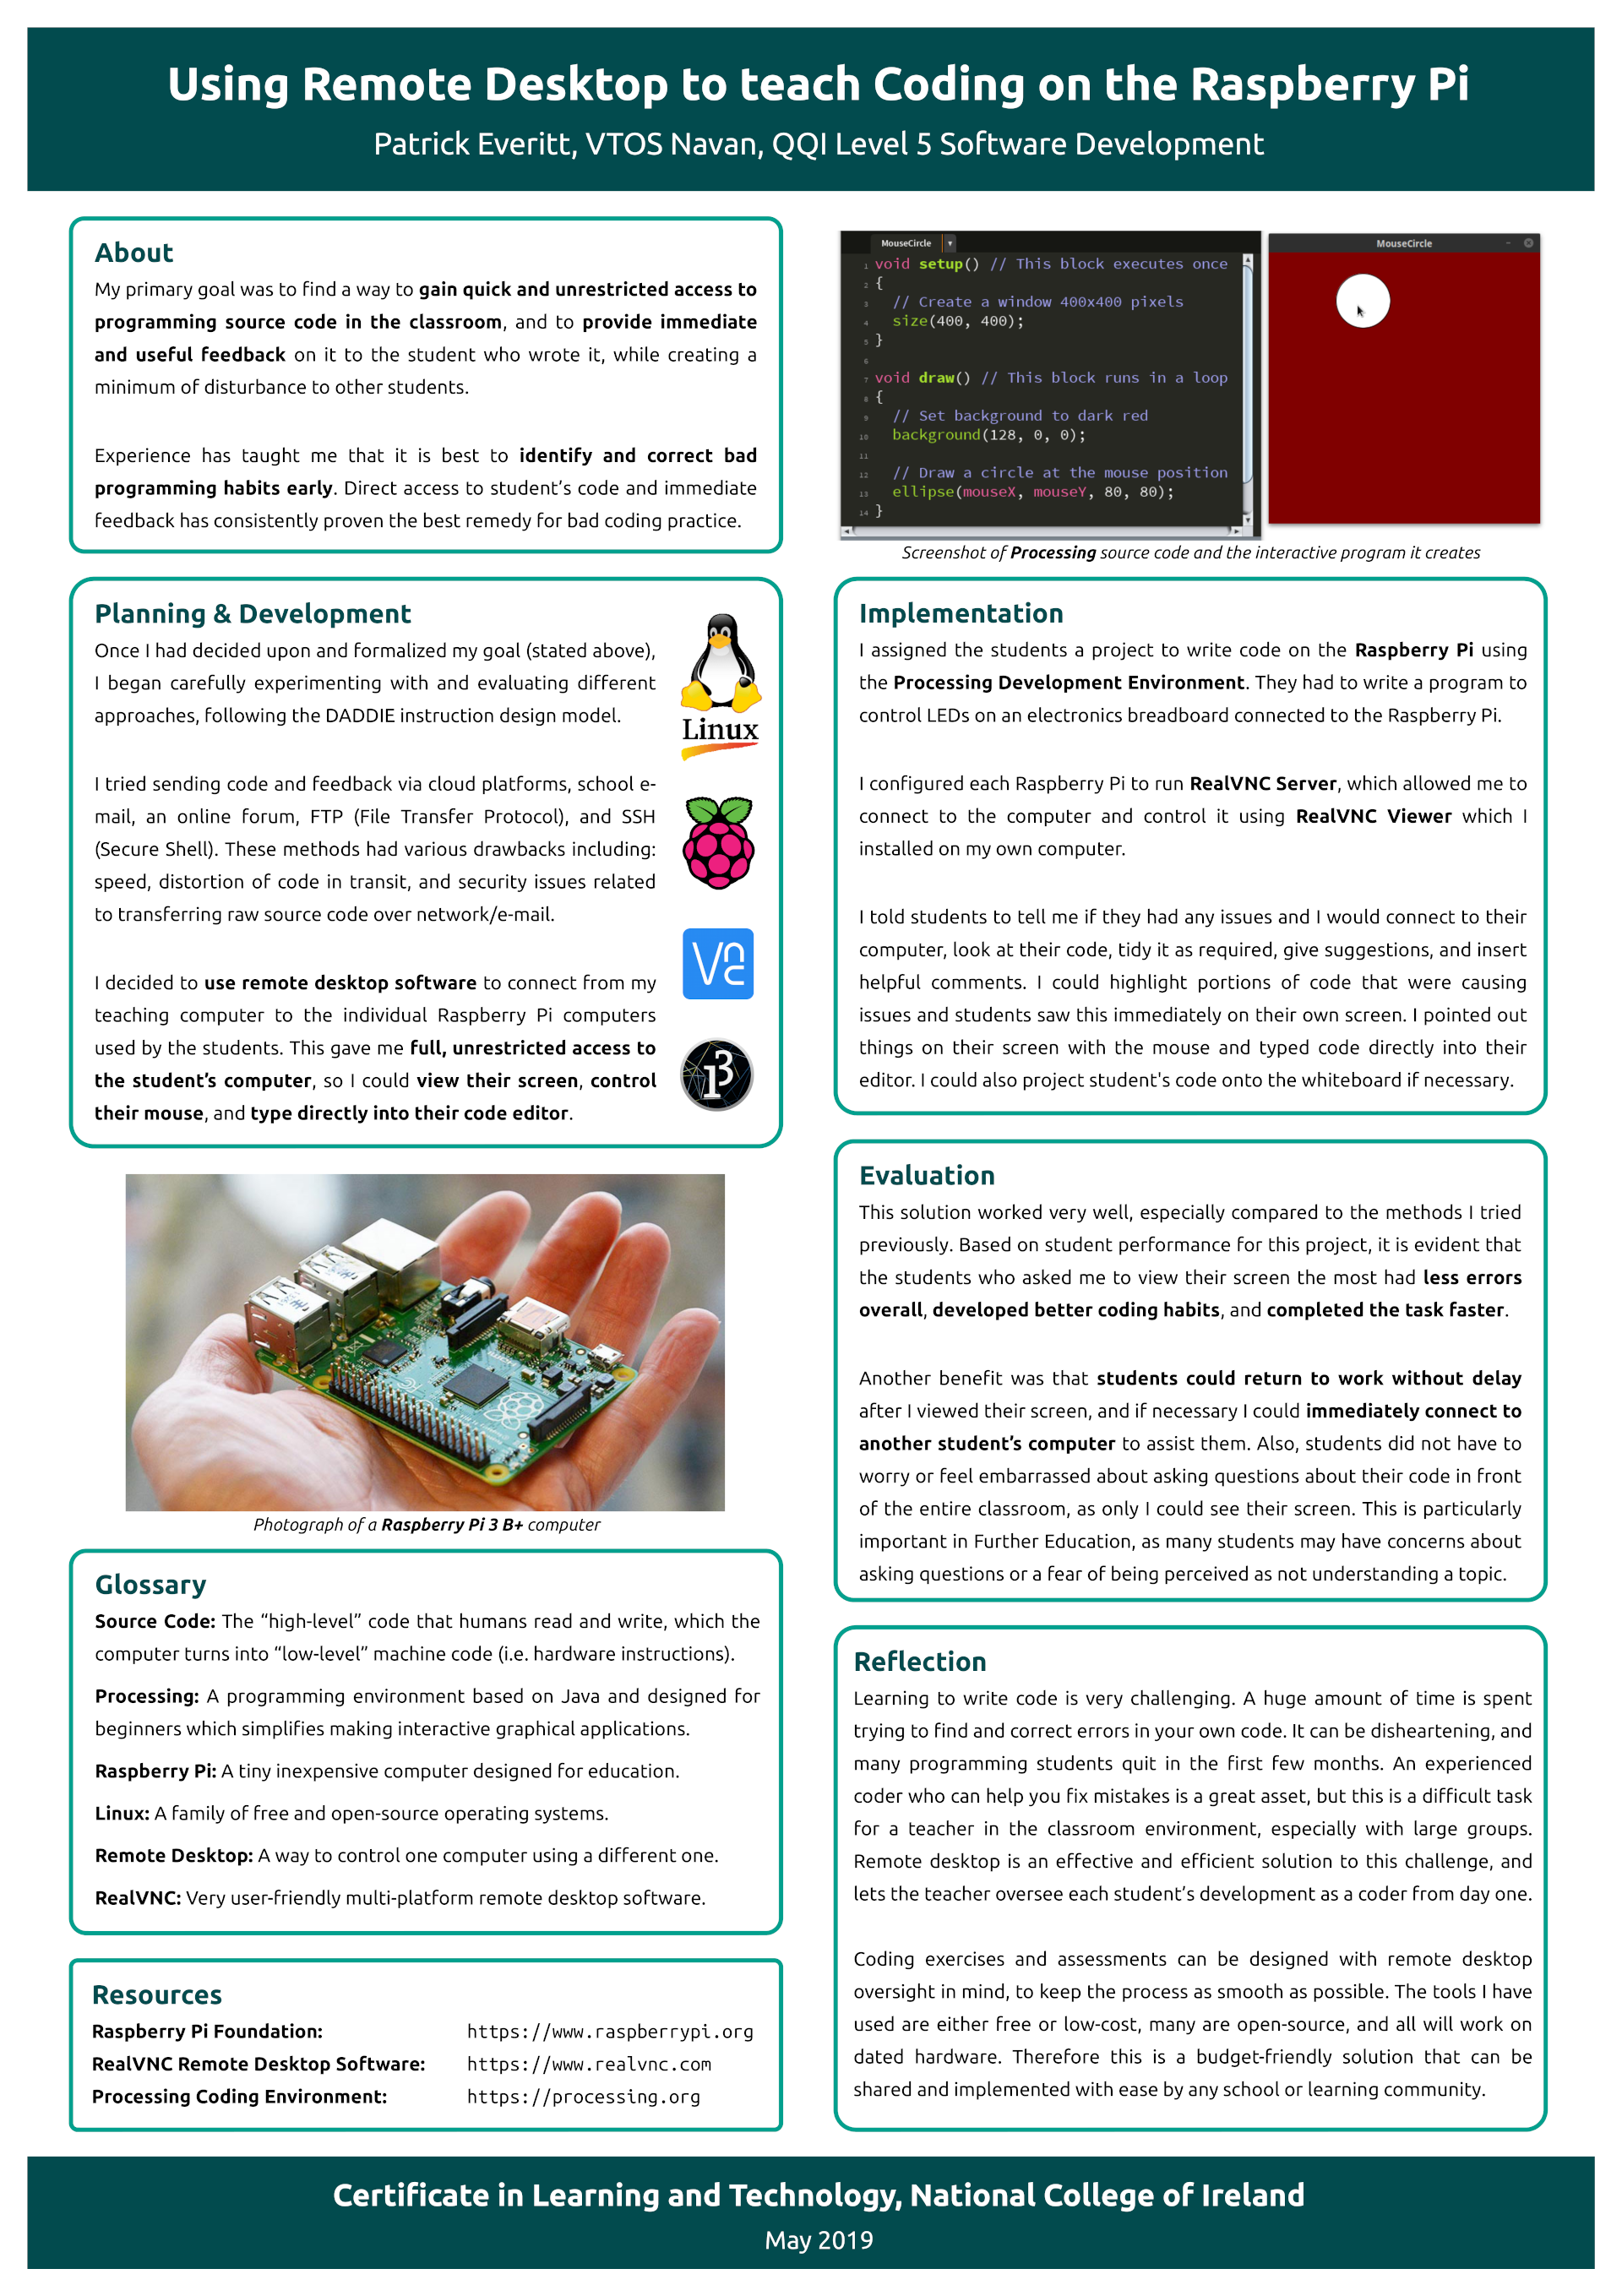 Using Remote Desktop to teach Coding on the Raspberry Pi
Patrick Everitt, VTOS Navan, QQI Level 5 Software Development
About
My primary goal was to find a way to gain quick and unrestricted access to
programming source code in the classroom, and to provide immediate
and useful feedback on it to the student who wrote it, while creating a
minimum of disturbance to other students.
Experience has taught me that it is best to identify and correct bad
programming habits early. Direct access to student’s code and immediate
feedback has consistently proven the best remedy for bad coding practice.
MouseCircle
1 void setup() // This block executes once
2 {
3 // Create a window 400x400 pixels
4 size(400, 400);
5 }
6
7 void draw() // This block runs in a loop
8 {
9 // Set background to dark red
10 background(128, 0, 0);
11
12 // Draw a circle at the mouse position
13 ellipse(mouseX, mouseY, 80, 80);
14 }
MouseCircle
Screenshot of Processing source code and the interactive program it creates
Planning & Development
Once I had decided upon and formalized my goal (stated above),
I began carefully experimenting with and evaluating different
approaches, following the DADDIE instruction design model.
I tried sending code and feedback via cloud platforms, school e-
mail, an online forum, FTP (File Transfer Protocol), and SSH
(Secure Shell). These methods had various drawbacks including:
speed, distortion of code in transit, and security issues related
to transferring raw source code over network/e-mail.
I decided to use remote desktop software to connect from my
teaching computer to the individual Raspberry Pi computers
used by the students. This gave me full, unrestricted access to
the student’s computer, so I could view their screen, control
their mouse, and type directly into their code editor.
Linux
Vnc
i3
Photograph of a Raspberry Pi 3 B+ computer
Glossary
Source Code: The “high-level” code that humans read and write, which the
computer turns into “low-level” machine code (i.e. hardware instructions).
Processing: A programming environment based on Java and designed for
beginners which simplifies making interactive graphical applications.
Raspberry Pi: A tiny inexpensive computer designed for education.
Linux: A family of free and open-source operating systems.
Remote Desktop: A way to control one computer using a different one.
RealVNC: Very user-friendly multi-platform remote desktop software.
Resources
Raspberry Pi Foundation: https://www.raspberrypi.org
RealVNC Remote Desktop Software: https://www.realvnc.com
Processing Coding Environment: https://processing.org
Implementation
I assigned the students a project to write code on the Raspberry Pi using
the Processing Development Environment. They had to write a program to
control LEDs on an electronics breadboard connected to the Raspberry Pi.
I configured each Raspberry Pi to run RealVNC Server, which allowed me to
connect to the computer and control it using RealVNC Viewer which I
installed on my own computer.
I told students to tell me if they had any issues and I would connect to their
computer, look at their code, tidy it as required, give suggestions, and insert
helpful comments. I could highlight portions of code that were causing
issues and students saw this immediately on their own screen. I pointed out
things on their screen with the mouse and typed code directly into their
editor. I could also project student's code onto the whiteboard if necessary.
Evaluation
This solution worked very well, especially compared to the methods I tried
previously. Based on student performance for this project, it is evident that
the students who asked me to view their screen the most had less errors
overall, developed better coding habits, and completed the task faster.
Another benefit was that students could return to work without delay
after I viewed their screen, and if necessary I could immediately connect to
another student’s computer to assist them. Also, students did not have to
worry or feel embarrassed about asking questions about their code in front
of the entire classroom, as only I could see their screen. This is particularly
important in Further Education, as many students may have concerns about
asking questions or a fear of being perceived as not understanding a topic.
Reflection
Learning to write code is very challenging. A huge amount of time is spent
trying to find and correct errors in your own code. It can be disheartening, and
many programming students quit in the first few months. An experienced
coder who can help you fix mistakes is a great asset, but this is a difficult task
for a teacher in the classroom environment, especially with large groups.
Remote desktop is an effective and efficient solution to this challenge, and
lets the teacher oversee each student’s development as a coder from day one.
Coding exercises and assessments can be designed with remote desktop
oversight in mind, to keep the process as smooth as possible. The tools I have
used are either free or low-cost, many are open-source, and all will work on
dated hardware. Therefore this is a budget-friendly solution that can be
shared and implemented with ease by any school or learning community.
Certificate in Learning and Technology, National College of Ireland
May 2019